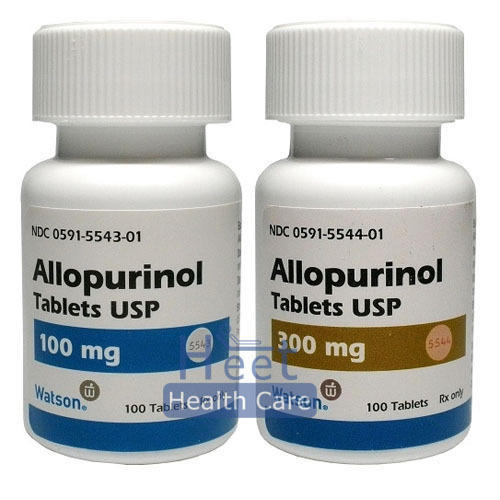 NDC 0591-5543-01
Allopurinol
Tablets USP
100 mg
5543
Watson®
100 Tablets
NDC 0591-5544-01
Allopurinol
Tablets USP
300 mg
5544
Watson®
100 Tablets Rx only
Heet
Health Care